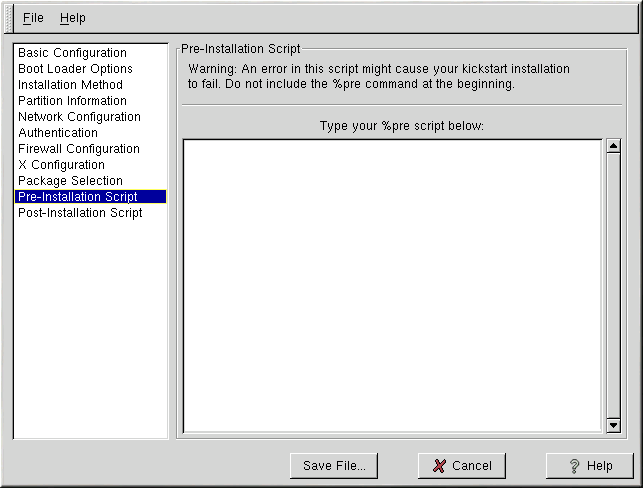 File Help
Basic Configuration
Boot Loader Options
Installation Method
Partition Information
Network Configuration
Authentication
Firewall Configuration
X Configuration
Package Selection
Pre-Installation Script
Post-Installation Script
Pre-Installation Script
Warning: An error in this script might cause your kickstart installation
to fail. Do not include the %pre command at the beginning.
Type your %pre script below:
Save File... Cancel ? Help